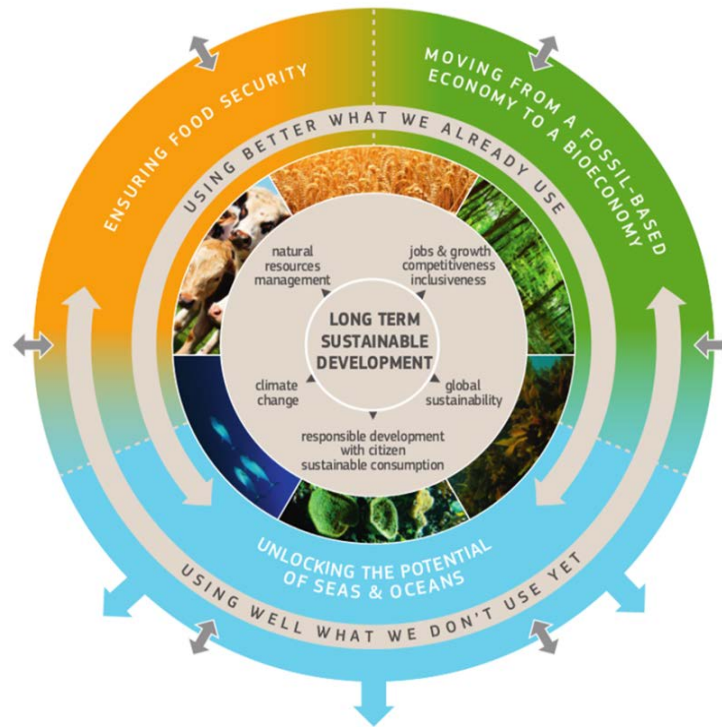 ENSURING FOOD SECURITY
MOVING FROM A FOSSIL-BASED
ECONOMY TO A BIOECONOMY
USING BETTER WHAT WE ALREADY USE
natural
resources
management
jobs & growth
competitiveness
inclusiveness
LONG TERM
SUSTAINABLE
DEVELOPMENT
climate
change
global
sustainability
responsible development
with citizen
sustainable consumption
UNLOCKING THE POTENTIAL
OF SEAS & OCEANS
USING WELL WHAT WE DON'T USE YET